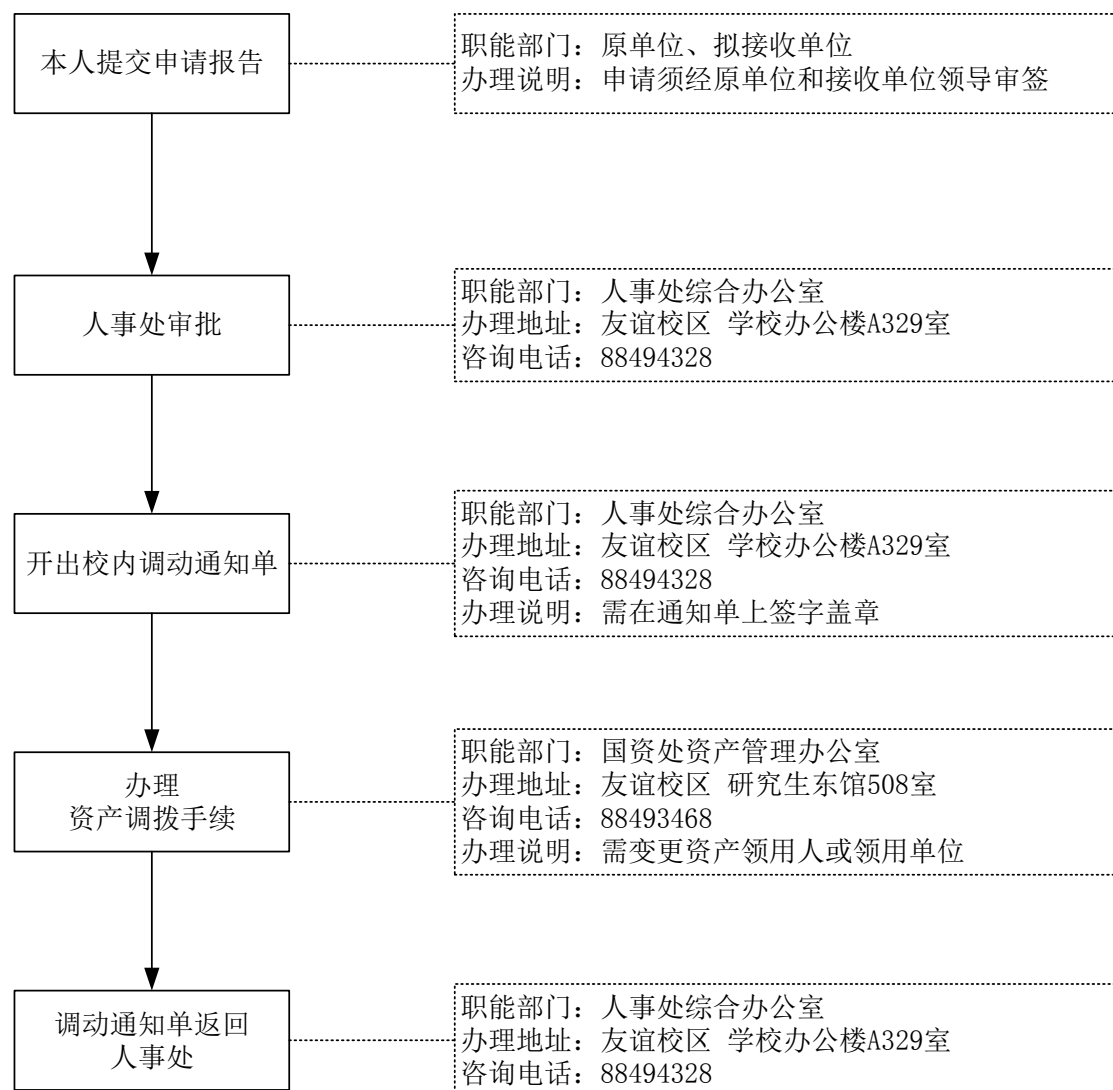 本人提交申请报告
职能部门：原单位、拟接收单位
办理说明：申请须经原单位和接收单位领导审签
人事处审批
职能部门：人事处综合办公室
办理地址：友谊校区 学校办公楼A329室
咨询电话：88494328
开出校内调动通知单
职能部门：人事处综合办公室
办理地址：友谊校区 学校办公楼A329室
咨询电话：88494328
办理说明：需在通知单上签字盖章
办理
资产调拨手续
职能部门：国资处资产管理办公室
办理地址：友谊校区 研究生东馆508室
咨询电话：88493468
办理说明：需变更资产领用人或领用单位
调动通知单返回
人事处
职能部门：人事处综合办公室
办理地址：友谊校区 学校办公楼A329室
咨询电话：88494328